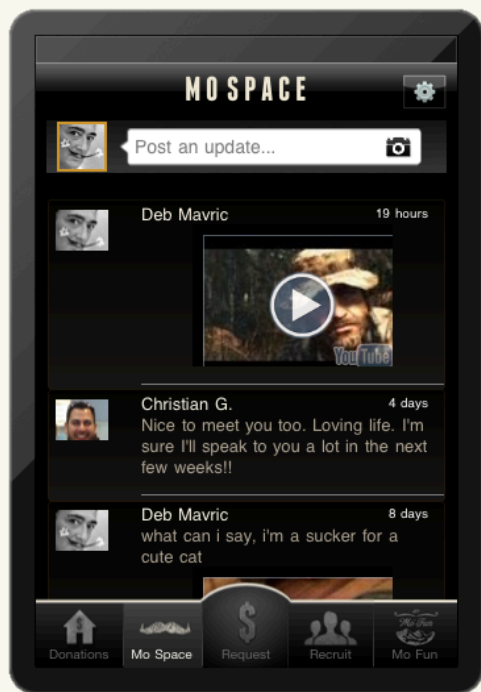 MO SPACE
Post an update...
Deb Mavric 19 hours
YouTube
Christian G. 4 days
Nice to meet you too. Loving life. I'm
sure I'll speak to you a lot in the next
few weeks!!
Deb Mavric 8 days
what can i say, i'm a sucker for a
cute cat
$ $ Mo Fun
Donations Mo Space Request Recruit Mo Fun